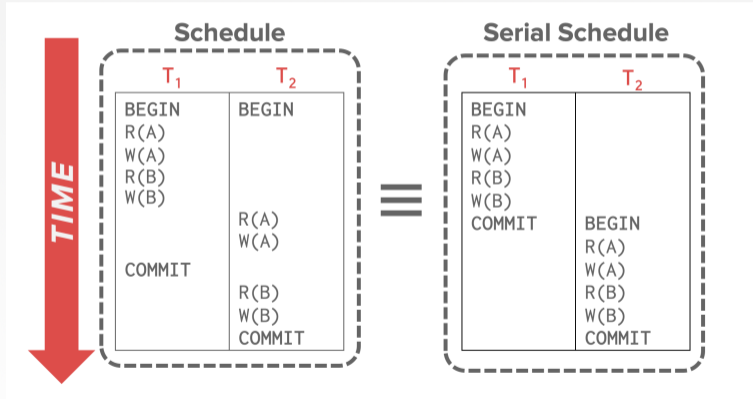 Schedule
Serial Schedule
TIME
T1 T2
BEGIN BEGIN
R(A)
W(A)
R(B)
W(B)
R(A)
W(A)
COMMIT
R(B)
W(B)
COMMIT
≡
T1 T2
BEGIN
R(A)
W(A)
R(B)
W(B)
COMMIT BEGIN
R(A)
W(A)
R(B)
W(B)
COMMIT